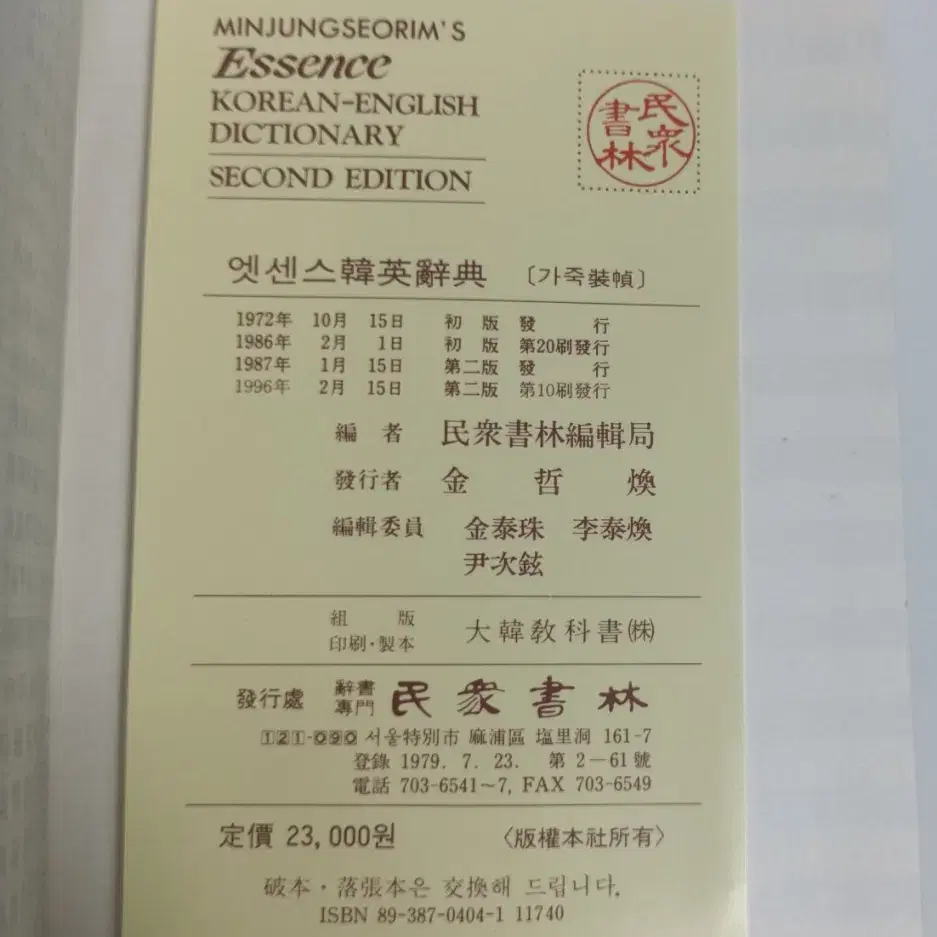 MINJUNGSEORIM'S
Essence
KOREAN-ENGLISH
DICTIONARY
SECOND EDITION
民衆
書林
엣센스韓英辭典 〔가죽裝幀〕
1972年 10月 15日 初版 發行
1986年 2月 1日 初版 第20刷發行
1987年 1月 15日 第二版 發行
1996年 2月 15日 第二版 第10刷發行
編者 民衆書林編輯局
發行者 金哲煥
編輯委員 金泰珠 李泰煥
尹次鉉
組版
印刷·製本 大韓敎科書㈱
發行處 辭書專門 民衆書林
121-090 서울特別市 麻浦區 塩里洞 161-7
登錄 1979. 7. 23. 第2－61號
電話 703-6541~7, FAX 703-6549
定價 23,000원 〈版權本社所有〉
破本·落張本은 交換해 드립니다.
ISBN 89-387-0404-1 11740